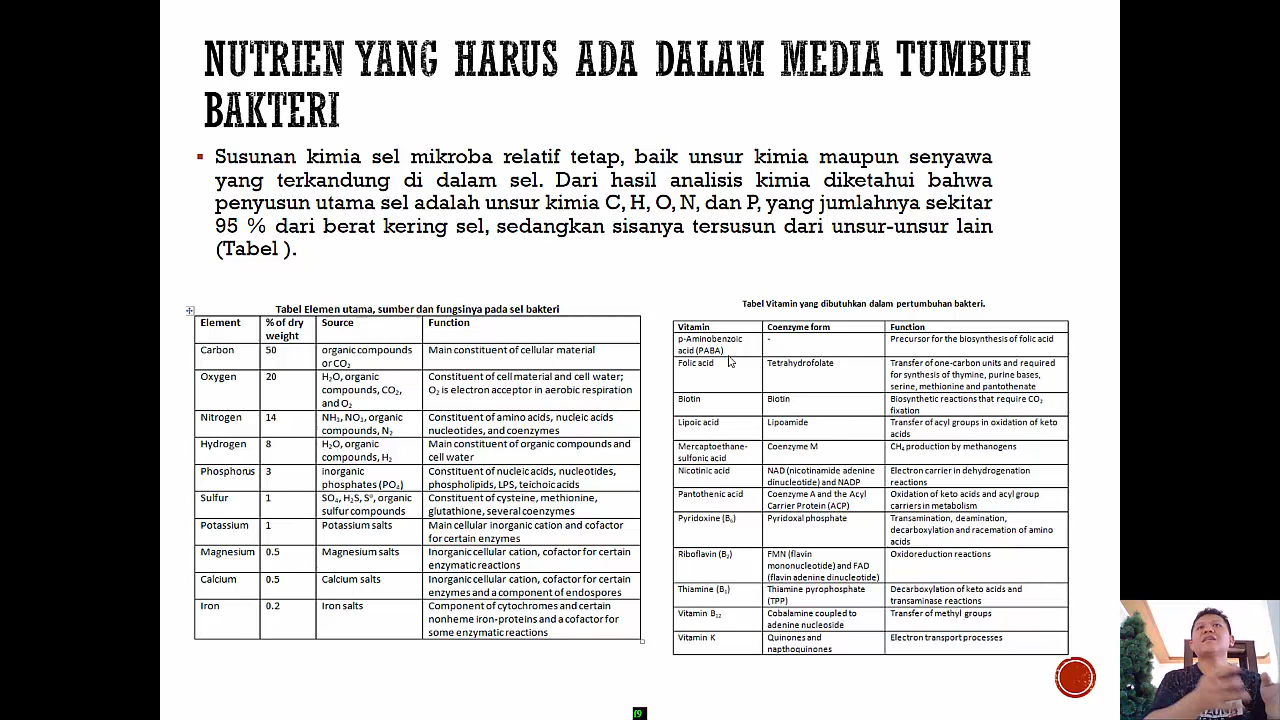 NUTRIEN YANG HARUS ADA DALAM MEDIA TUMBUH
BAKTERI
Susunan kimia sel mikroba relatif tetap, baik unsur kimia maupun senyawa
yang terkandung di dalam sel. Dari hasil analisis kimia diketahui bahwa
penyusun utama sel adalah unsur kimia C, H, O, N, dan P, yang jumlahnya sekitar
95 % dari berat kering sel, sedangkan sisanya tersusun dari unsur-unsur lain
(Tabel ).
Tabel Elemen utama, sumber dan fungsinya pada sel bakteri
Element % of dry Source Function
weight
Carbon 50 organic compounds Main constituent of cellular material
or CO₂
Oxygen 20 H₂O, organic Constituent of cell material and cell water;
compounds, CO₂, O₂ is electron acceptor in aerobic respiration
and O₂
Nitrogen 14 NH₃, NO₃, organic Constituent of amino acids, nucleic acids
compounds, N₂ nucleotides, and coenzymes
Hydrogen 8 H₂O, organic Main constituent of organic compounds and
compounds, H₂ cell water
Phosphorus 3 inorganic Constituent of nucleic acids, nucleotides,
phosphates (PO₄) phospholipids, LPS, teichoic acids
Sulfur 1 SO₄, H₂S, S⁰, organic Constituent of cysteine, methionine,
sulfur compounds glutathione, several coenzymes
Potassium 1 Potassium salts Main cellular inorganic cation and cofactor
for certain enzymes
Magnesium 0.5 Magnesium salts Inorganic cellular cation, cofactor for certain
enzymatic reactions
Calcium 0.5 Calcium salts Inorganic cellular cation, cofactor for certain
enzymes and a component of endospores
Iron 0.2 Iron salts Component of cytochromes and certain
nonheme iron-proteins and a cofactor for
some enzymatic reactions
Tabel Vitamin yang dibutuhkan dalam pertumbuhan bakteri.
Vitamin Coenzyme form Function
p-Aminobenzoic - Precursor for the biosynthesis of folic acid
acid (PABA)
Folic acid Tetrahydrofolate Transfer of one-carbon units and required
for synthesis of thymine, purine bases,
serine, methionine and pantothenate
Biotin Biotin Biosynthetic reactions that require CO₂
fixation
Lipoic acid Lipoamide Transfer of acyl groups in oxidation of keto
acids
Mercaptoethane- Coenzyme M CH₄ production by methanogens
sulfonic acid
Nicotinic acid NAD (nicotinamide adenine Electron carrier in dehydrogenation
dinucleotide) and NADP reactions
Pantothenic acid Coenzyme A and the Acyl Oxidation of keto acids and acyl group
Carrier Protein (ACP) carriers in metabolism
Pyridoxine (B₆) Pyridoxal phosphate Transamination, deamination,
decarboxylation and racemation of amino
acids
Riboflavin (B₂) FMN (flavin Oxidoreduction reactions
mononucleotide) and FAD
(flavin adenine dinucleotide)
Thiamine (B₁) Thiamine pyrophosphate Decarboxylation of keto acids and
(TPP) transaminase reactions
Vitamin B₁₂ Cobalamine coupled to Transfer of methyl groups
adenine nucleoside
Vitamin K Quinones and Electron transport processes
napthoquinones
f9